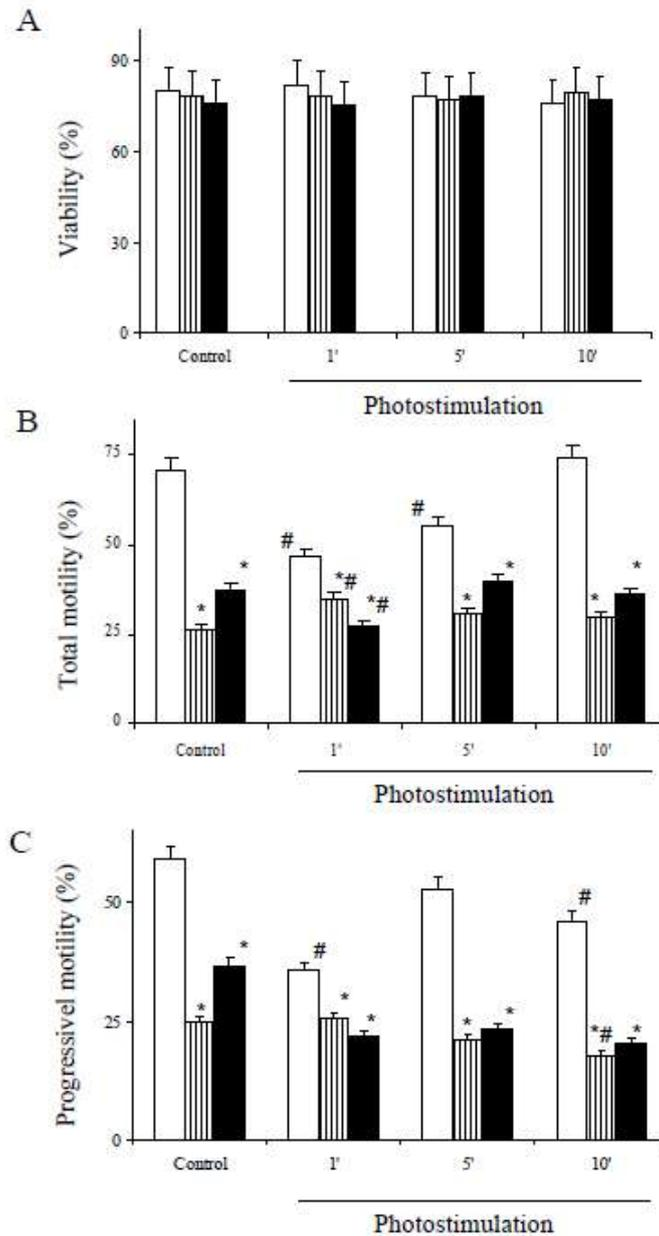 A
Viability (%)
90
60
30
0
Control 1' 5' 10'
Photostimulation
B
Total motility (%)
75
50
25
0
# *
* #
*# *#
* *
* *
Control 1' 5' 10'
Photostimulation
C
Progressivel motility (%)
50
25
0
* #
* # *
* * *
*# *
Control 1' 5' 10'
Photostimulation